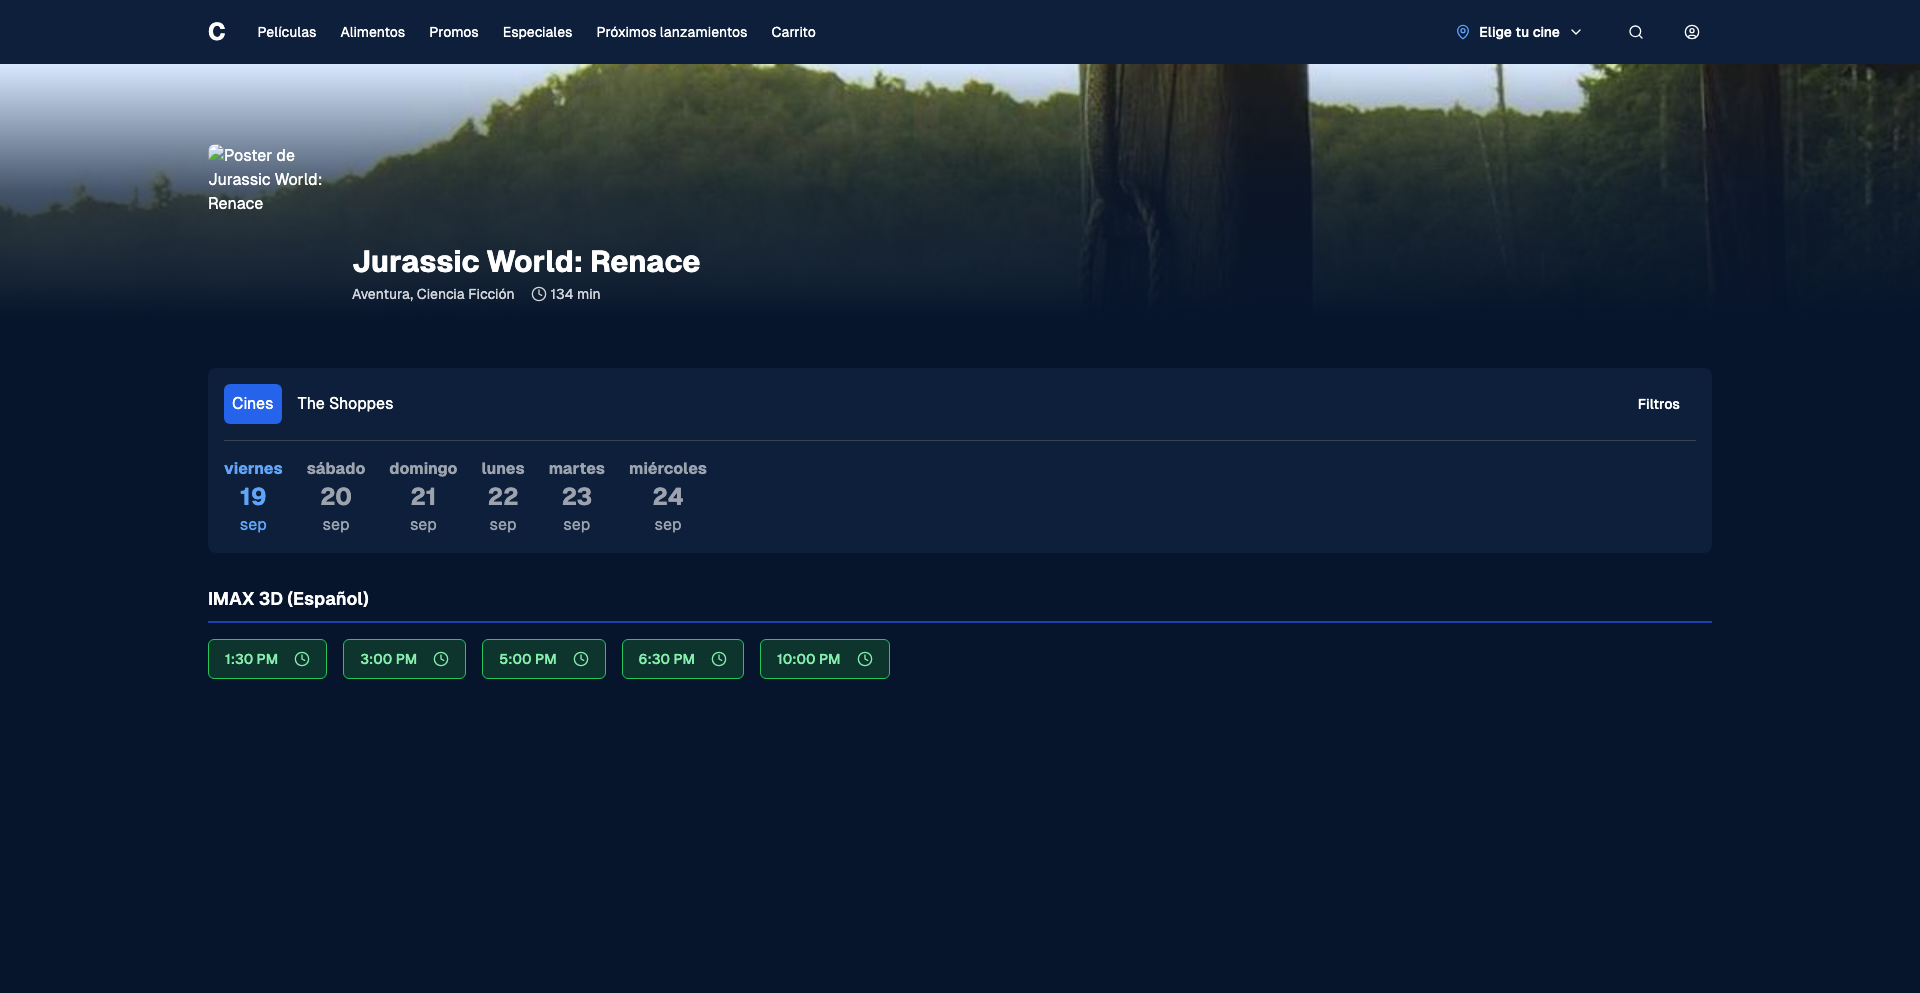 C Películas Alimentos Promos Especiales Próximos lanzamientos Carrito Elige tu cine
Poster de
Jurassic World:
Renace
Jurassic World: Renace
Aventura, Ciencia Ficción 134 min
Cines The Shoppes Filtros
viernes sábado domingo lunes martes miércoles
19 20 21 22 23 24
sep sep sep sep sep sep
IMAX 3D (Español)
1:30 PM 3:00 PM 5:00 PM 6:30 PM 10:00 PM